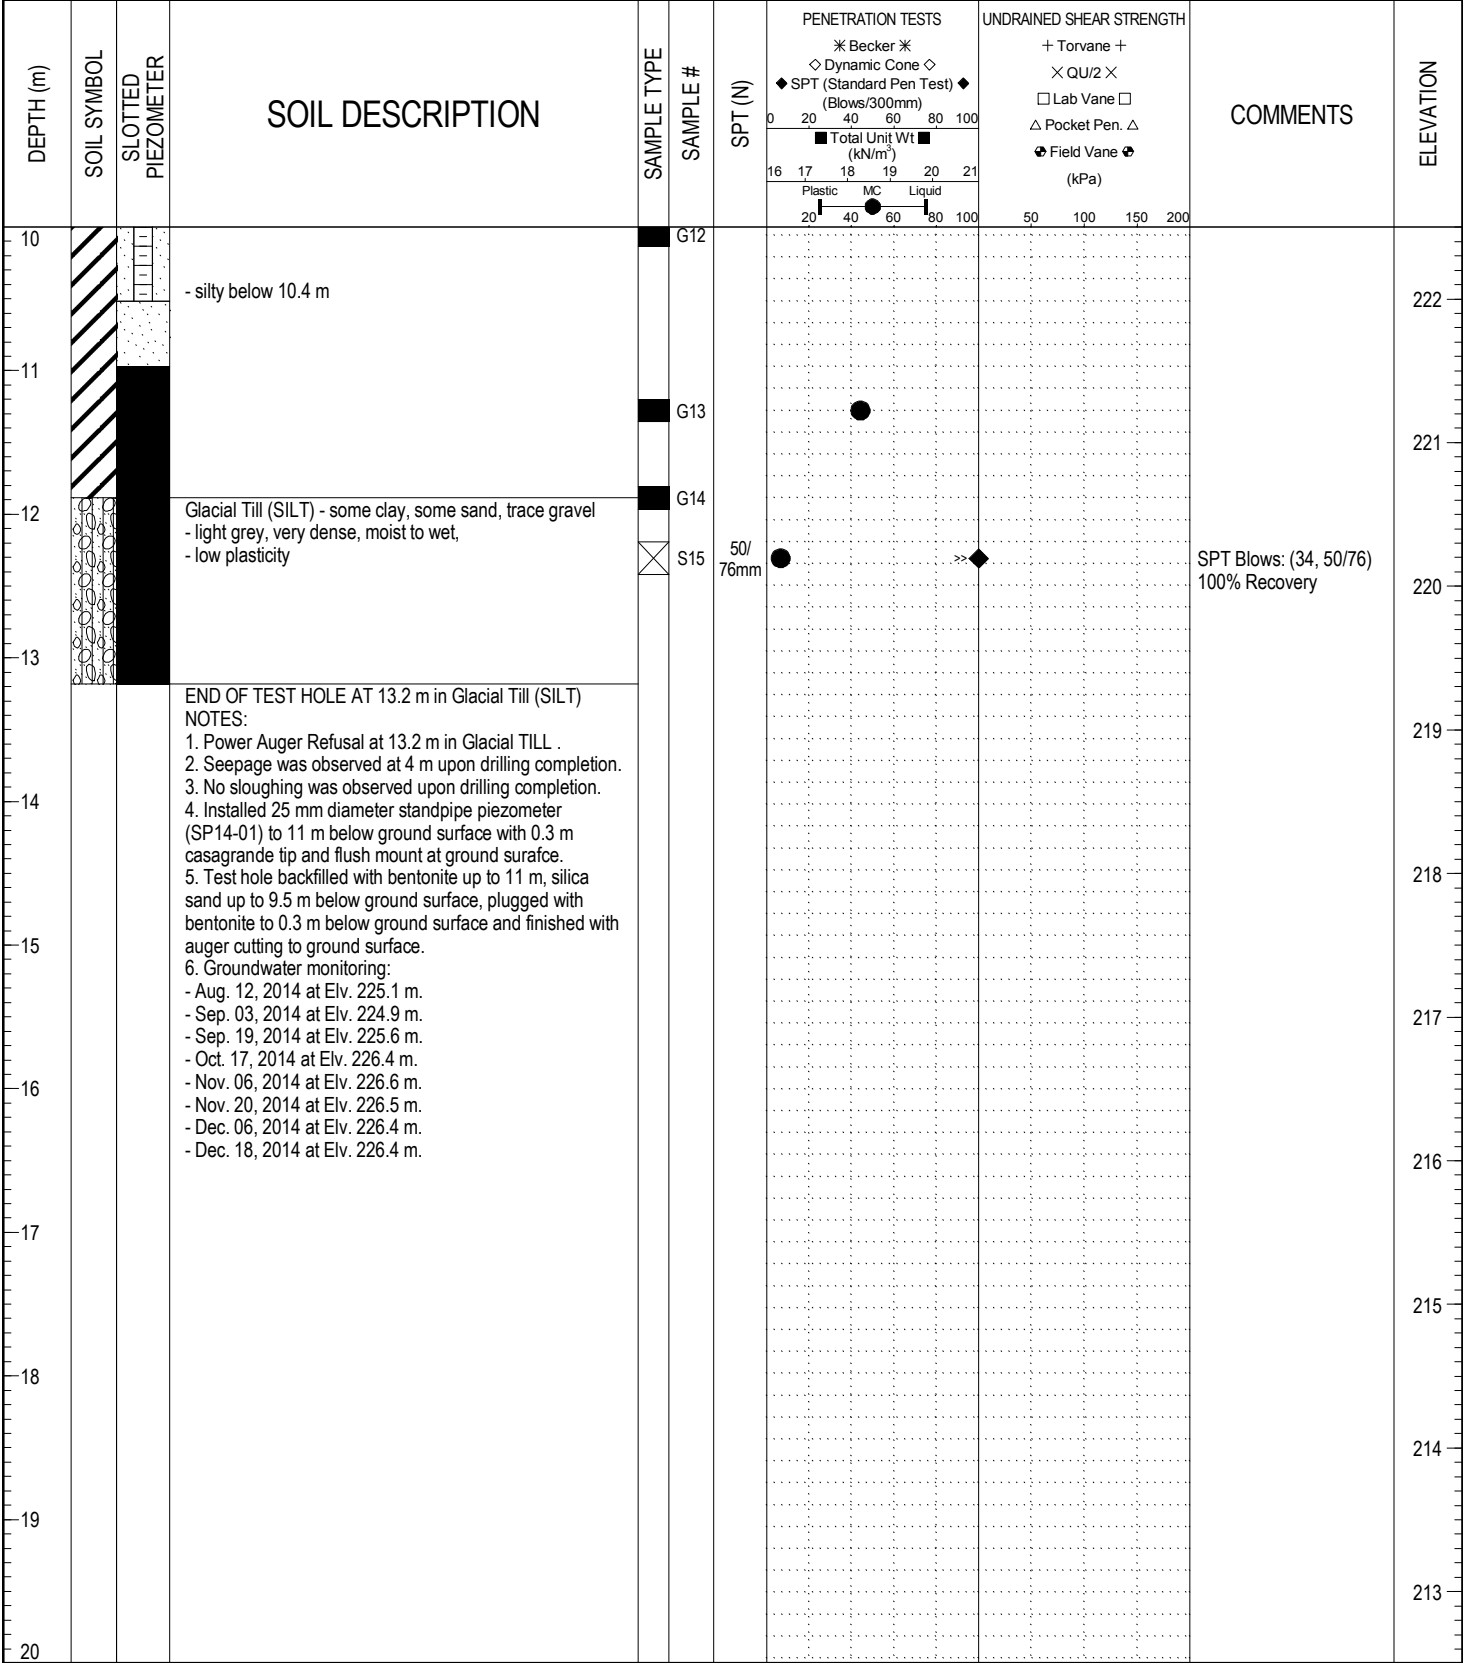 DEPTH (m)
SOIL SYMBOL
SLOTTED
PIEZOMETER
SOIL DESCRIPTION
SAMPLE TYPE
SAMPLE #
SPT (N)
PENETRATION TESTS
✳ Becker ✳
◇ Dynamic Cone ◇
◆ SPT (Standard Pen Test) ◆
(Blows/300mm)
0 20 40 60 80 100
■ Total Unit Wt ■
(kN/m³)
16 17 18 19 20 21
Plastic MC Liquid
20 40 60 80 100
UNDRAINED SHEAR STRENGTH
+ Torvane +
× QU/2 ×
□ Lab Vane □
△ Pocket Pen. △
Field Vane
(kPa)
50 100 150 200
COMMENTS
ELEVATION
10
G12
- silty below 10.4 m
222
11
G13
221
G14
12
Glacial Till (SILT) - some clay, some sand, trace gravel
- light grey, very dense, moist to wet,
- low plasticity
S15
50/
76mm
>>
SPT Blows: (34, 50/76)
100% Recovery
220
13
END OF TEST HOLE AT 13.2 m in Glacial Till (SILT)
NOTES:
1. Power Auger Refusal at 13.2 m in Glacial TILL .
2. Seepage was observed at 4 m upon drilling completion.
3. No sloughing was observed upon drilling completion.
4. Installed 25 mm diameter standpipe piezometer
(SP14-01) to 11 m below ground surface with 0.3 m
casagrande tip and flush mount at ground surafce.
5. Test hole backfilled with bentonite up to 11 m, silica
sand up to 9.5 m below ground surface, plugged with
bentonite to 0.3 m below ground surface and finished with
auger cutting to ground surface.
6. Groundwater monitoring:
- Aug. 12, 2014 at Elv. 225.1 m.
- Sep. 03, 2014 at Elv. 224.9 m.
- Sep. 19, 2014 at Elv. 225.6 m.
- Oct. 17, 2014 at Elv. 226.4 m.
- Nov. 06, 2014 at Elv. 226.6 m.
- Nov. 20, 2014 at Elv. 226.5 m.
- Dec. 06, 2014 at Elv. 226.4 m.
- Dec. 18, 2014 at Elv. 226.4 m.
219
14
218
15
217
16
216
17
215
18
214
19
213
20